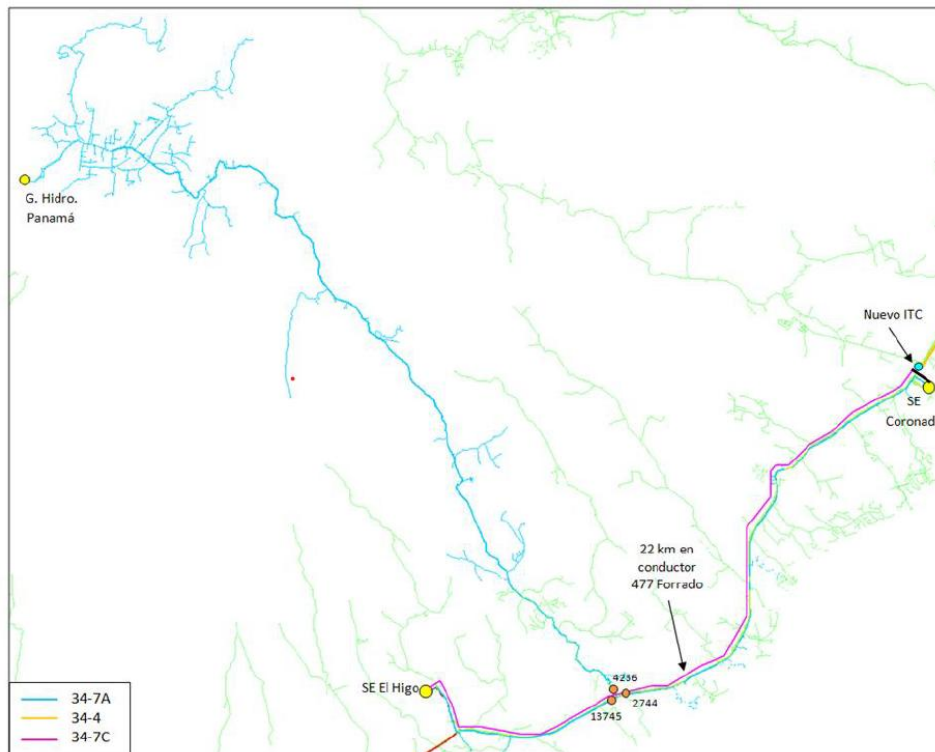 G. Hidro.
Panamá
Nuevo ITC
SE
Coronad
22 km en
conductor
477 Forrado
SE El Higo
4236
2744
13745
34-7A
34-4
34-7C